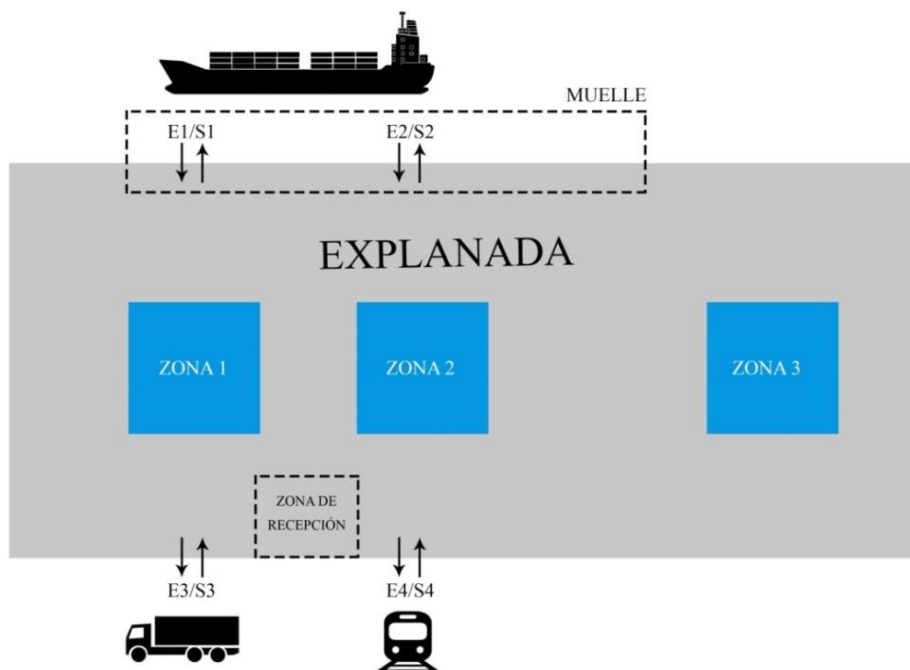 MUELLE
E1/S1
E2/S2
EXPLANADA
ZONA 1
ZONA 2
ZONA 3
ZONA DE
RECEPCIÓN
E3/S3
E4/S4